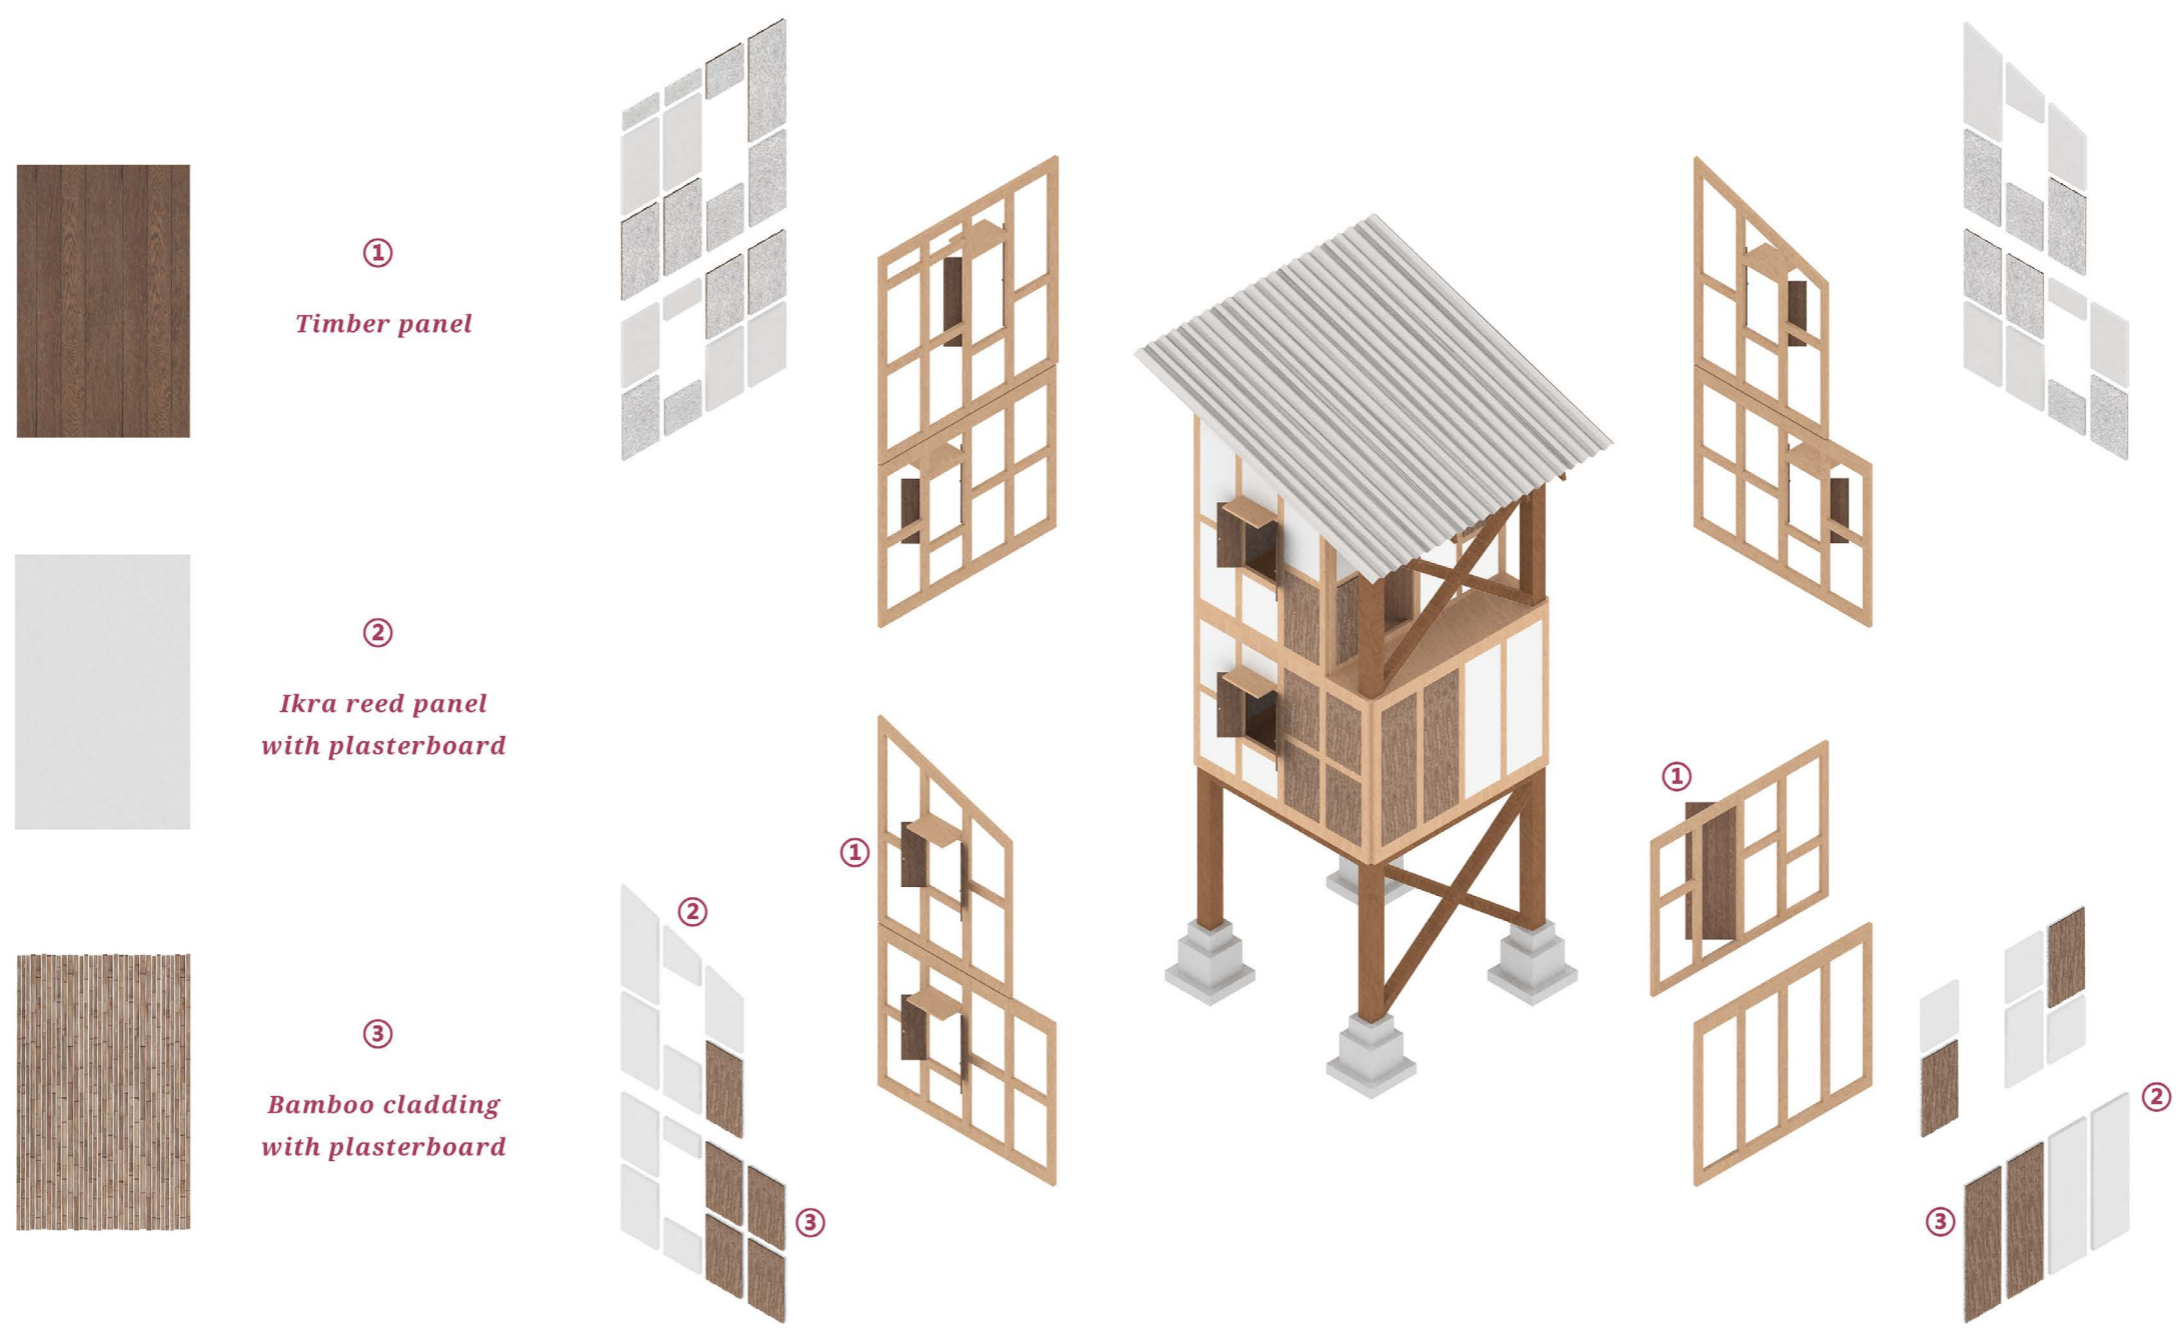 ①
Timber panel
②
Ikra reed panel
with plasterboard
③
Bamboo cladding
with plasterboard
①
②
③
①
②
③